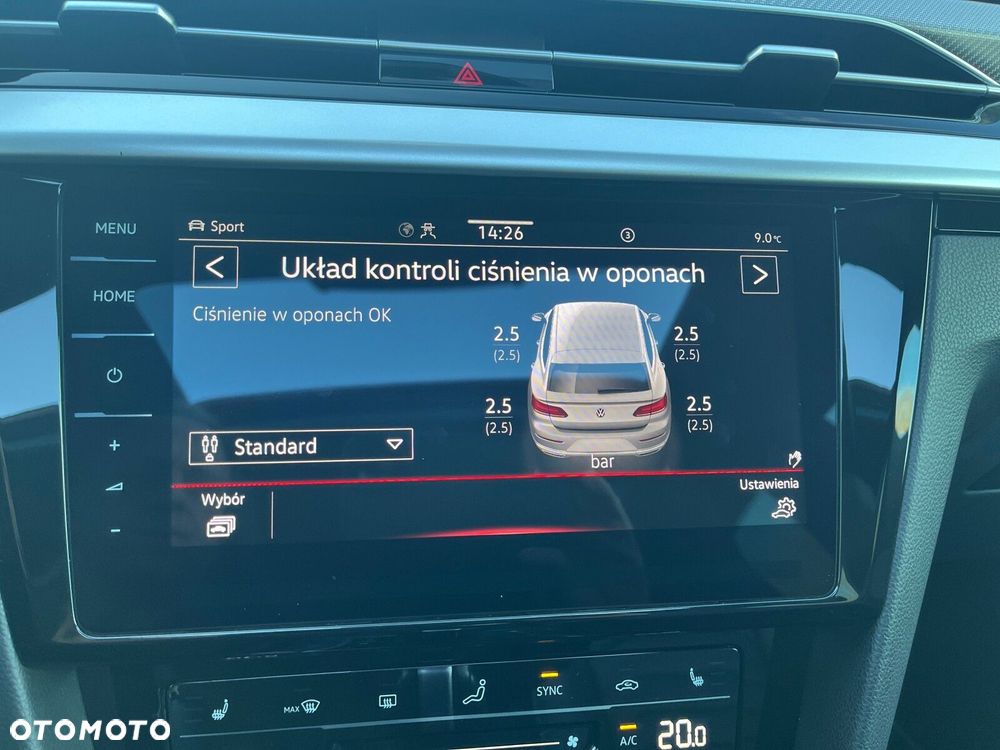 MENU
HOME
Sport
14:26
3
9.0°C
<
Układ kontroli ciśnienia w oponach
>
Ciśnienie w oponach OK
2.5
(2.5)
2.5
(2.5)
2.5
(2.5)
2.5
(2.5)
bar
Standard
Wybór
Ustawienia
+
-
MAX
SYNC
A/C
20.0
OTOMOTO